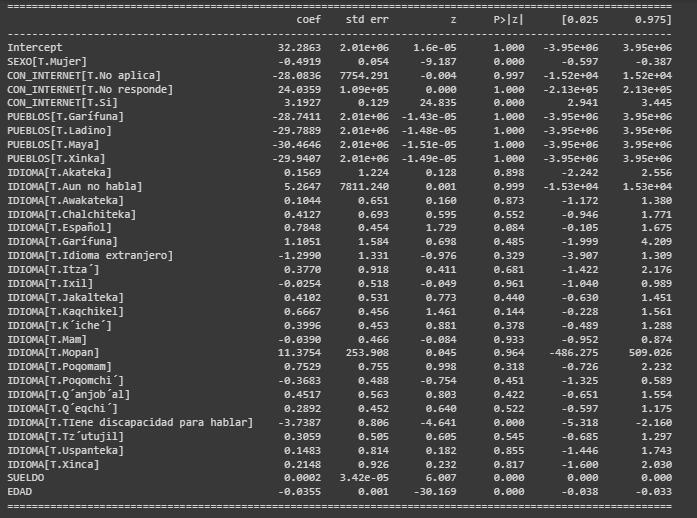 coef std err z P>|z| [0.025 0.975]
Intercept 32.2863 2.01e+06 1.6e-05 1.000 -3.95e+06 3.95e+06
SEXO[T.Mujer] -0.4919 0.054 -9.187 0.000 -0.597 -0.387
CON_INTERNET[T.No aplica] -28.0836 7754.291 -0.004 0.997 -1.52e+04 1.52e+04
CON_INTERNET[T.No responde] 24.0359 1.09e+05 0.000 1.000 -2.13e+05 2.13e+05
CON_INTERNET[T.Si] 3.1927 0.129 24.835 0.000 2.941 3.445
PUEBLOS[T.Garífuna] -28.7411 2.01e+06 -1.43e-05 1.000 -3.95e+06 3.95e+06
PUEBLOS[T.Ladino] -29.7889 2.01e+06 -1.48e-05 1.000 -3.95e+06 3.95e+06
PUEBLOS[T.Maya] -30.4646 2.01e+06 -1.51e-05 1.000 -3.95e+06 3.95e+06
PUEBLOS[T.Xinka] -29.9407 2.01e+06 -1.49e-05 1.000 -3.95e+06 3.95e+06
IDIOMA[T.Akateka] 0.1569 1.224 0.128 0.898 -2.242 2.556
IDIOMA[T.Aun no habla] 5.2647 7811.240 0.001 0.999 -1.53e+04 1.53e+04
IDIOMA[T.Awakateka] 0.1044 0.651 0.160 0.873 -1.172 1.380
IDIOMA[T.Chalchiteka] 0.4127 0.693 0.595 0.552 -0.946 1.771
IDIOMA[T.Español] 0.7848 0.454 1.729 0.084 -0.105 1.675
IDIOMA[T.Garífuna] 1.1051 1.584 0.698 0.485 -1.999 4.209
IDIOMA[T.Idioma extranjero] -1.2990 1.331 -0.976 0.329 -3.907 1.309
IDIOMA[T.Itza´] 0.3770 0.918 0.411 0.681 -1.422 2.176
IDIOMA[T.Ixil] -0.0254 0.518 -0.049 0.961 -1.040 0.989
IDIOMA[T.Jakalteka] 0.4102 0.531 0.773 0.440 -0.630 1.451
IDIOMA[T.Kaqchikel] 0.6667 0.456 1.461 0.144 -0.228 1.561
IDIOMA[T.K´iche´] 0.3996 0.453 0.881 0.378 -0.489 1.288
IDIOMA[T.Mam] -0.0390 0.466 -0.084 0.933 -0.952 0.874
IDIOMA[T.Mopan] 11.3754 253.908 0.045 0.964 -486.275 509.026
IDIOMA[T.Poqomam] 0.7529 0.755 0.998 0.318 -0.726 2.232
IDIOMA[T.Poqomchi´] -0.3683 0.488 -0.754 0.451 -1.325 0.589
IDIOMA[T.Q´anjob´al] 0.4517 0.563 0.803 0.422 -0.651 1.554
IDIOMA[T.Q´eqchi´] 0.2892 0.452 0.640 0.522 -0.597 1.175
IDIOMA[T.TIene discapacidad para hablar] -3.7387 0.806 -4.641 0.000 -5.318 -2.160
IDIOMA[T.Tz´utujil] 0.3059 0.505 0.605 0.545 -0.685 1.297
IDIOMA[T.Uspanteka] 0.1483 0.814 0.182 0.855 -1.446 1.743
IDIOMA[T.Xinca] 0.2148 0.926 0.232 0.817 -1.600 2.030
SUELDO 0.0002 3.42e-05 6.007 0.000 0.000 0.000
EDAD -0.0355 0.001 -30.169 0.000 -0.038 -0.033